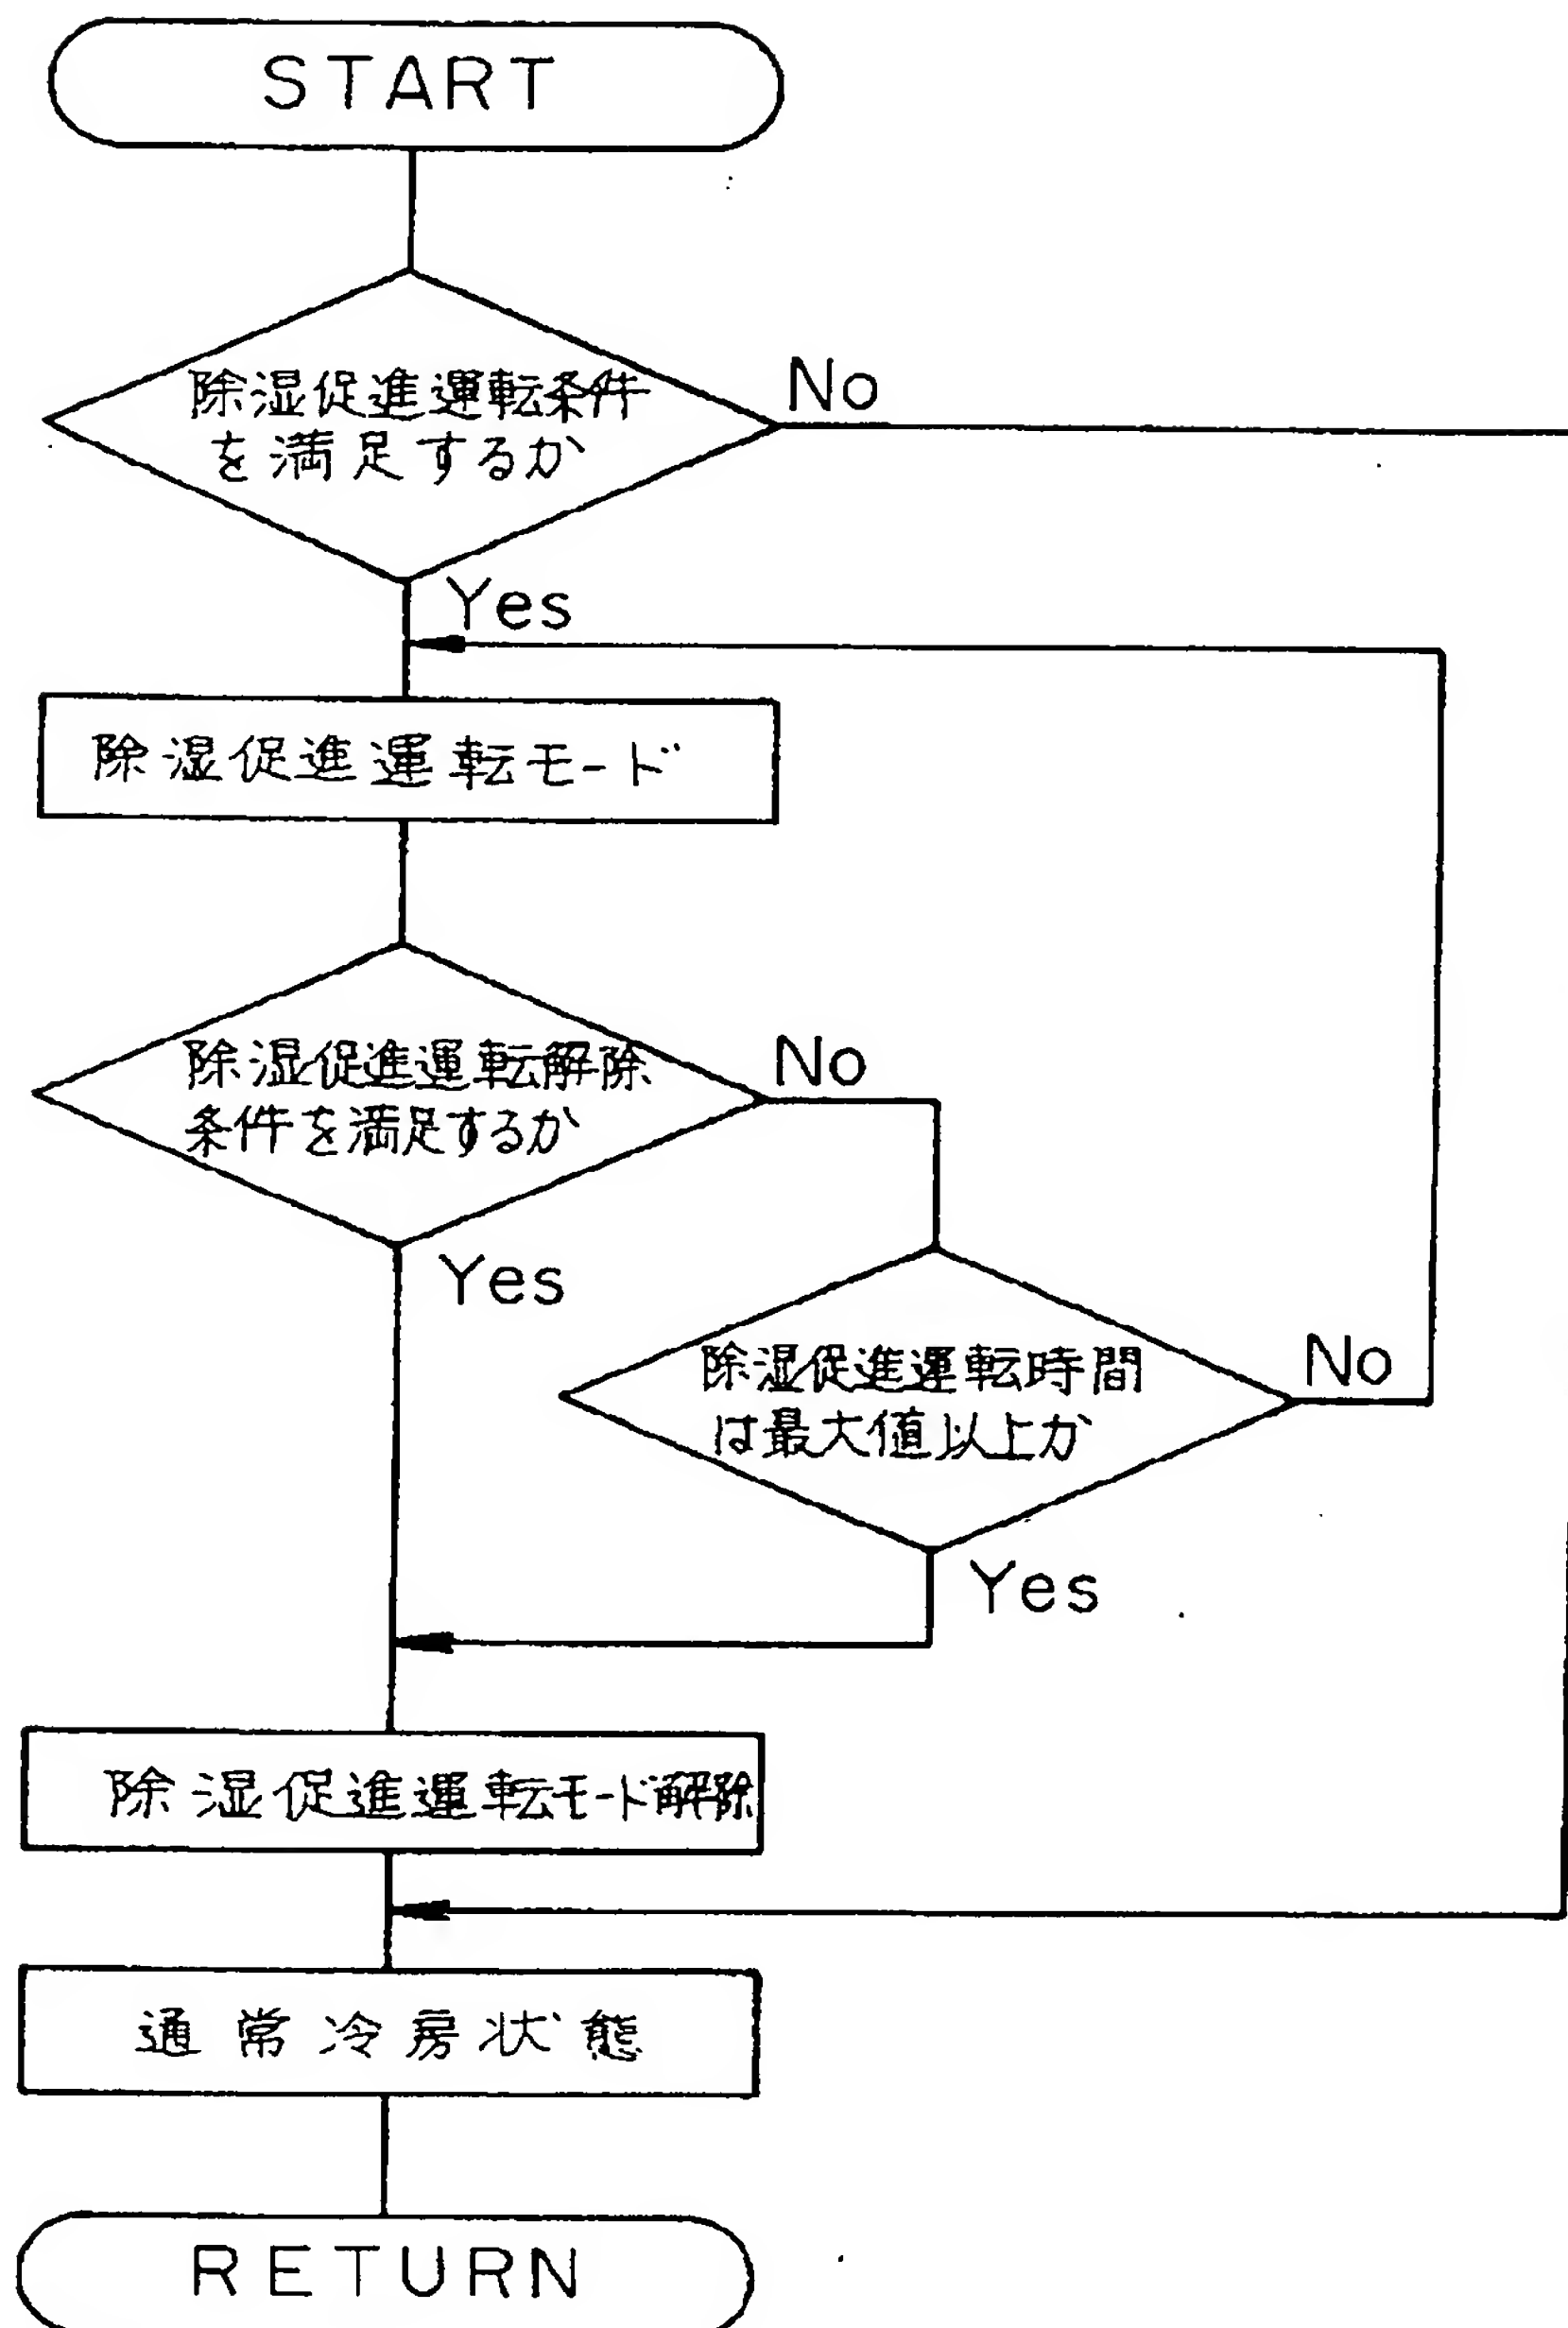 START
除湿促進運転条件
を満足するか
No
Yes
除湿促進運転モード
除湿促進運転解除
条件を満足するか
No
Yes
除湿促進運転時間
は最大値以上か
No
Yes
除湿促進運転モード解除
通常冷房状態
RETURN